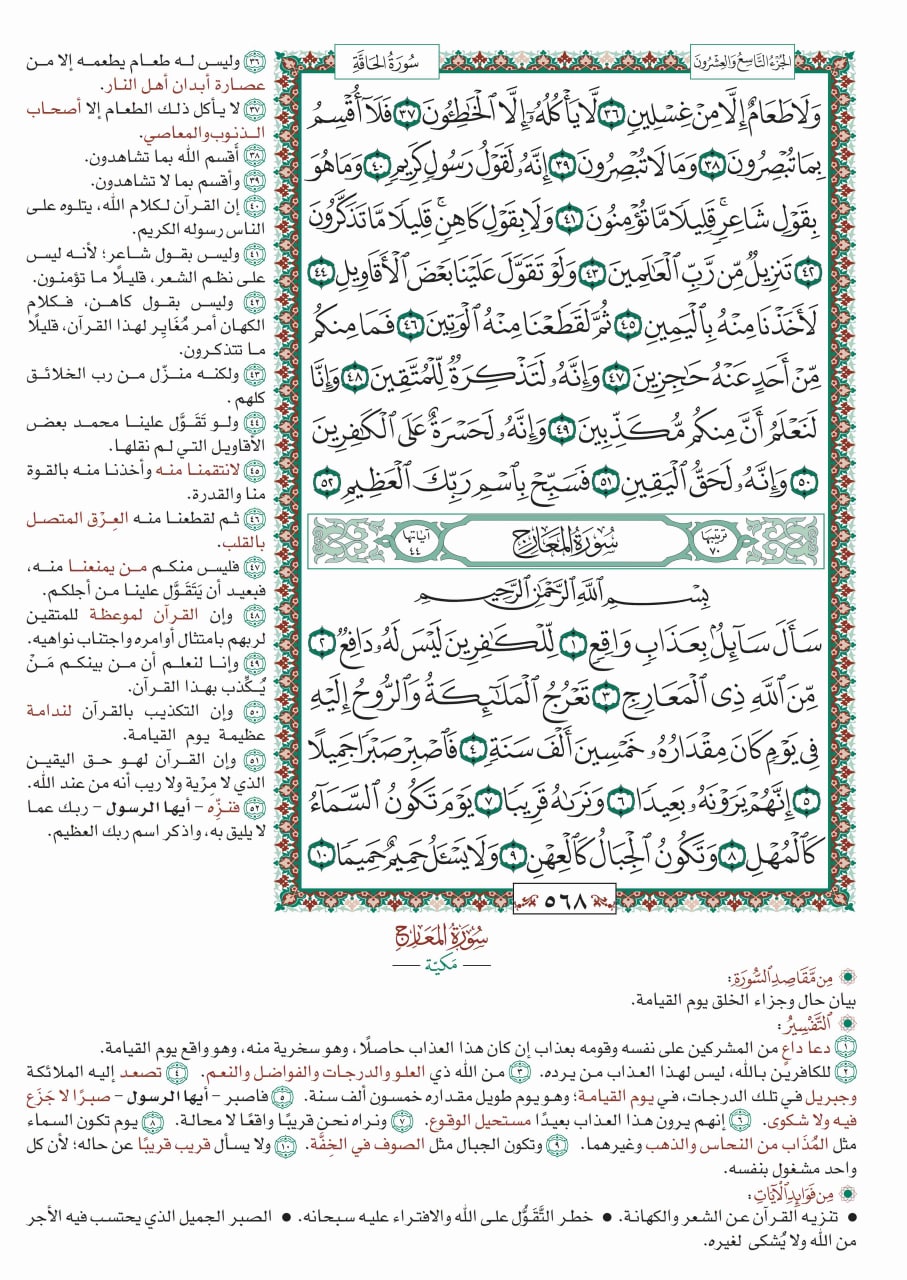 الجُزْءُ التَّاسِعُ وَالعِشْرُونَ
سُورَةُ الحَاقَّةِ
وَلَا طَعَامٌ إِلَّا مِنْ غِسْلِينٍ ٣٦ لَّا يَأْكُلُهُۥٓ إِلَّا ٱلْخَٰطِـُٔونَ ٣٧ فَلَآ أُقْسِمُ
بِمَا تُبْصِرُونَ ٣٨ وَمَا لَا تُبْصِرُونَ ٣٩ إِنَّهُۥ لَقَوْلُ رَسُولٍ كَرِيمٍ ٤٠ وَمَا هُوَ
بِقَوْلِ شَاعِرٍ ۚ قَلِيلًا مَّا تُؤْمِنُونَ ٤١ وَلَا بِقَوْلِ كَاهِنٍ ۚ قَلِيلًا مَّا تَذَكَّرُونَ
٤٢ تَنزِيلٌ مِّن رَّبِّ ٱلْعَٰلَمِينَ ٤٣ وَلَوْ تَقَوَّلَ عَلَيْنَا بَعْضَ ٱلْأَقَاوِيلِ ٤٤
لَأَخَذْنَا مِنْهُ بِٱلْيَمِينِ ٤٥ ثُمَّ لَقَطَعْنَا مِنْهُ ٱلْوَتِينَ ٤٦ فَمَا مِنكُم
مِّنْ أَحَدٍ عَنْهُ حَٰجِزِينَ ٤٧ وَإِنَّهُۥ لَتَذْكِرَةٌ لِّلْمُتَّقِينَ ٤٨ وَإِنَّا
لَنَعْلَمُ أَنَّ مِنكُم مُّكَذِّبِينَ ٤٩ وَإِنَّهُۥ لَحَسْرَةٌ عَلَى ٱلْكَٰفِرِينَ
٥٠ وَإِنَّهُۥ لَحَقُّ ٱلْيَقِينِ ٥١ فَسَبِّحْ بِٱسْمِ رَبِّكَ ٱلْعَظِيمِ ٥٢
ترتيبها ٧٠ سُورَةُ المَعَارِجِ آياتها ٤٤
بِسْمِ ٱللَّهِ ٱلرَّحْمَٰنِ ٱلرَّحِيمِ
سَأَلَ سَآئِلٌۢ بِعَذَابٍ وَاقِعٍ ١ لِّلْكَٰفِرِينَ لَيْسَ لَهُۥ دَافِعٌ ٢
مِّنَ ٱللَّهِ ذِى ٱلْمَعَارِجِ ٣ تَعْرُجُ ٱلْمَلَٰٓئِكَةُ وَٱلرُّوحُ إِلَيْهِ
فِى يَوْمٍ كَانَ مِقْدَارُهُۥ خَمْسِينَ أَلْفَ سَنَةٍ ٤ فَٱصْبِرْ صَبْرًا جَمِيلًا
٥ إِنَّهُمْ يَرَوْنَهُۥ بَعِيدًا ٦ وَنَرَىٰهُ قَرِيبًا ٧ يَوْمَ تَكُونُ ٱلسَّمَآءُ
كَٱلْمُهْلِ ٨ وَتَكُونُ ٱلْجِبَالُ كَٱلْعِهْنِ ٩ وَلَا يَسْـَٔلُ حَمِيمٌ حَمِيمًا ١٠
٥٦٨
٣٦ وليس له طعام يطعمه إلا من
عصارة أبدان أهل النار.
٣٧ لا يأكل ذلك الطعام إلا أصحاب
الذنوب والمعاصي.
٣٨ أقسم الله بما تشاهدون.
٣٩ وأقسم بما لا تشاهدون.
٤٠ إن القرآن لكلام الله، يتلوه على
الناس رسوله الكريم.
٤١ وليس بقول شاعر؛ لأنه ليس
على نظم الشعر، قليلًا ما تؤمنون.
٤٢ وليس بقول كاهن، فكلام
الكهان أمر مُغَاير لهذا القرآن، قليلًا
ما تتذكرون.
٤٣ ولكنه منزّل من رب الخلائق
كلهم.
٤٤ ولو تَقَوَّل علينا محمد بعض
الأقاويل التي لم نقلها.
٤٥ لانتقمنا منه وأخذنا منه بالقوة
منا والقدرة.
٤٦ ثم لقطعنا منه العِرْق المتصل
بالقلب.
٤٧ فليس منكم من يمنعنا منه،
فبعيد أن يَتَقَوَّل علينا من أجلكم.
٤٨ وإن القرآن لموعظة للمتقين
لربهم بامتثال أوامره واجتناب نواهيه.
٤٩ وإنا لنعلم أن من بينكم مَنْ
يُكذِّب بهذا القرآن.
٥٠ وإن التكذيب بالقرآن لندامة
عظيمة يوم القيامة.
٥١ وإن القرآن لهو حق اليقين
الذي لا مِرْية ولا ريب أنه من عند الله.
٥٢ فنزِّه - أيها الرسول - ربك عما
لا يليق به، واذكر اسم ربك العظيم.
سُورَةُ المَعَارِجِ
مَكِيّة
مِن مَّقَاصِدِ السُّورَةِ:
بيان حال وجزاء الخلق يوم القيامة.
التَّفْسِيرُ:
١ دعا داعٍ من المشركين على نفسه وقومه بعذاب إن كان هذا العذاب حاصلًا، وهو سخرية منه، وهو واقع يوم القيامة.
٢ للكافرين بالله، ليس لهذا العذاب من يرده. ٣ من الله ذي العلو والدرجات والفواضل والنعم. ٤ تصعد إليه الملائكة
وجبريل في تلك الدرجات، في يوم القيامة؛ وهو يوم طويل مقداره خمسون ألف سنة. ٥ فاصبر - أيها الرسول - صبرًا لا جَزَع
فيه ولا شكوى. ٦ إنهم يرون هذا العذاب بعيدًا مستحيل الوقوع. ٧ ونراه نحن قريبًا واقعًا لا محالة. ٨ يوم تكون السماء
مثل المُذَاب من النحاس والذهب وغيرهما. ٩ وتكون الجبال مثل الصوف في الخِفَّة. ١٠ ولا يسأل قريب قريبًا عن حاله؛ لأن كل
واحد مشغول بنفسه.
مِن فَوَائِدِ الآيَاتِ:
• تنزيه القرآن عن الشعر والكهانة. • خطر التَّقَوُّل على الله والافتراء عليه سبحانه. • الصبر الجميل الذي يحتسب فيه الأجر
من الله ولا يُشكى لغيره.